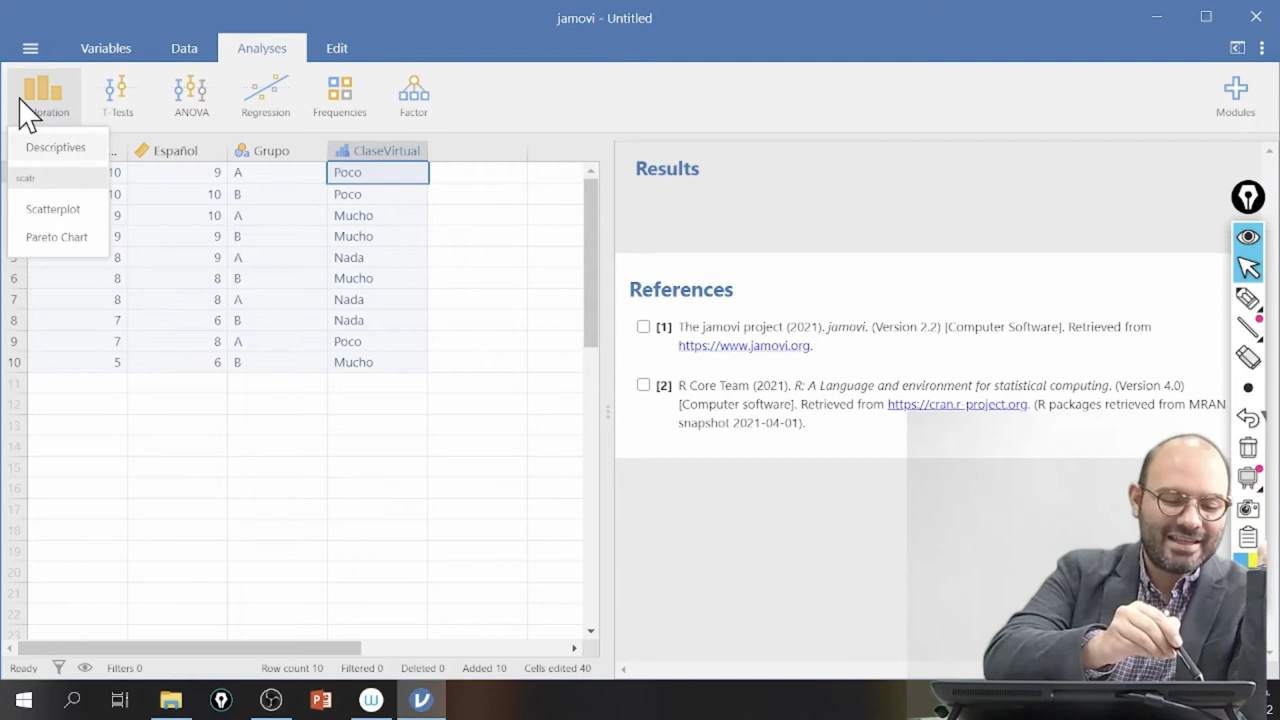 jamovi - Untitled
Variables Data Analyses Edit
T-Tests ANOVA Regression Frequencies Factor Modules
Descriptives
scatr
Scatterplot
Pareto Chart
.. Español Grupo ClaseVirtual
10 9 A Poco
10 10 B Poco
9 10 A Mucho
9 9 B Mucho
8 9 A Nada
6 8 8 B Mucho
7 8 8 A Nada
8 7 6 B Nada
9 7 8 A Poco
10 5 6 B Mucho
11
12
13
14
15
16
17
18
19
20
21
22
23
Results
References
[1] The jamovi project (2021). jamovi. (Version 2.2) [Computer Software]. Retrieved from
https://www.jamovi.org.
[2] R Core Team (2021). R: A Language and environment for statistical computing. (Version 4.0)
[Computer software]. Retrieved from https://cran.r-project.org. (R packages retrieved from MRAN
snapshot 2021-04-01).
Ready Filters 0 Row count 10 Filtered 0 Deleted 0 Added 10 Cells edited 40